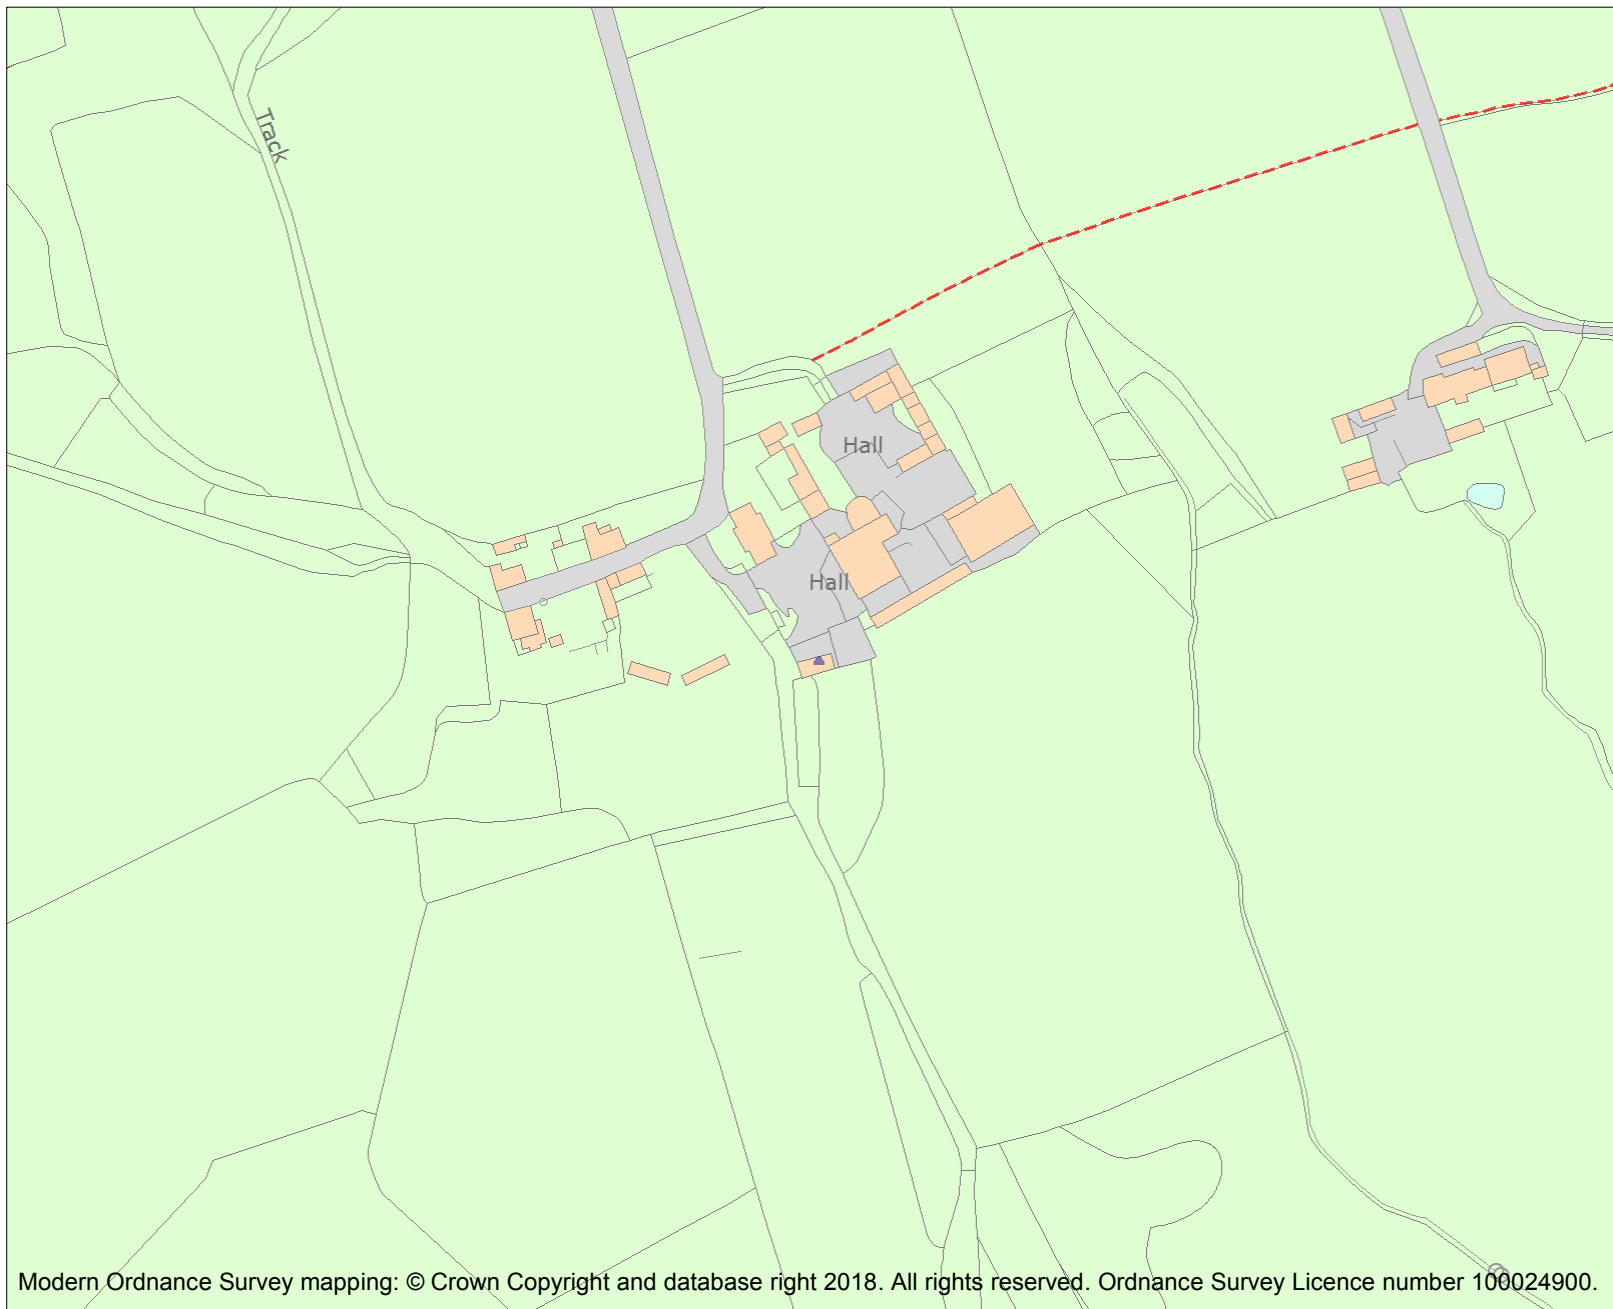 Track
Hall
Hall
Modern Ordnance Survey mapping: © Crown Copyright and database right 2018. All rights reserved. Ordnance Survey Licence number 100024900.